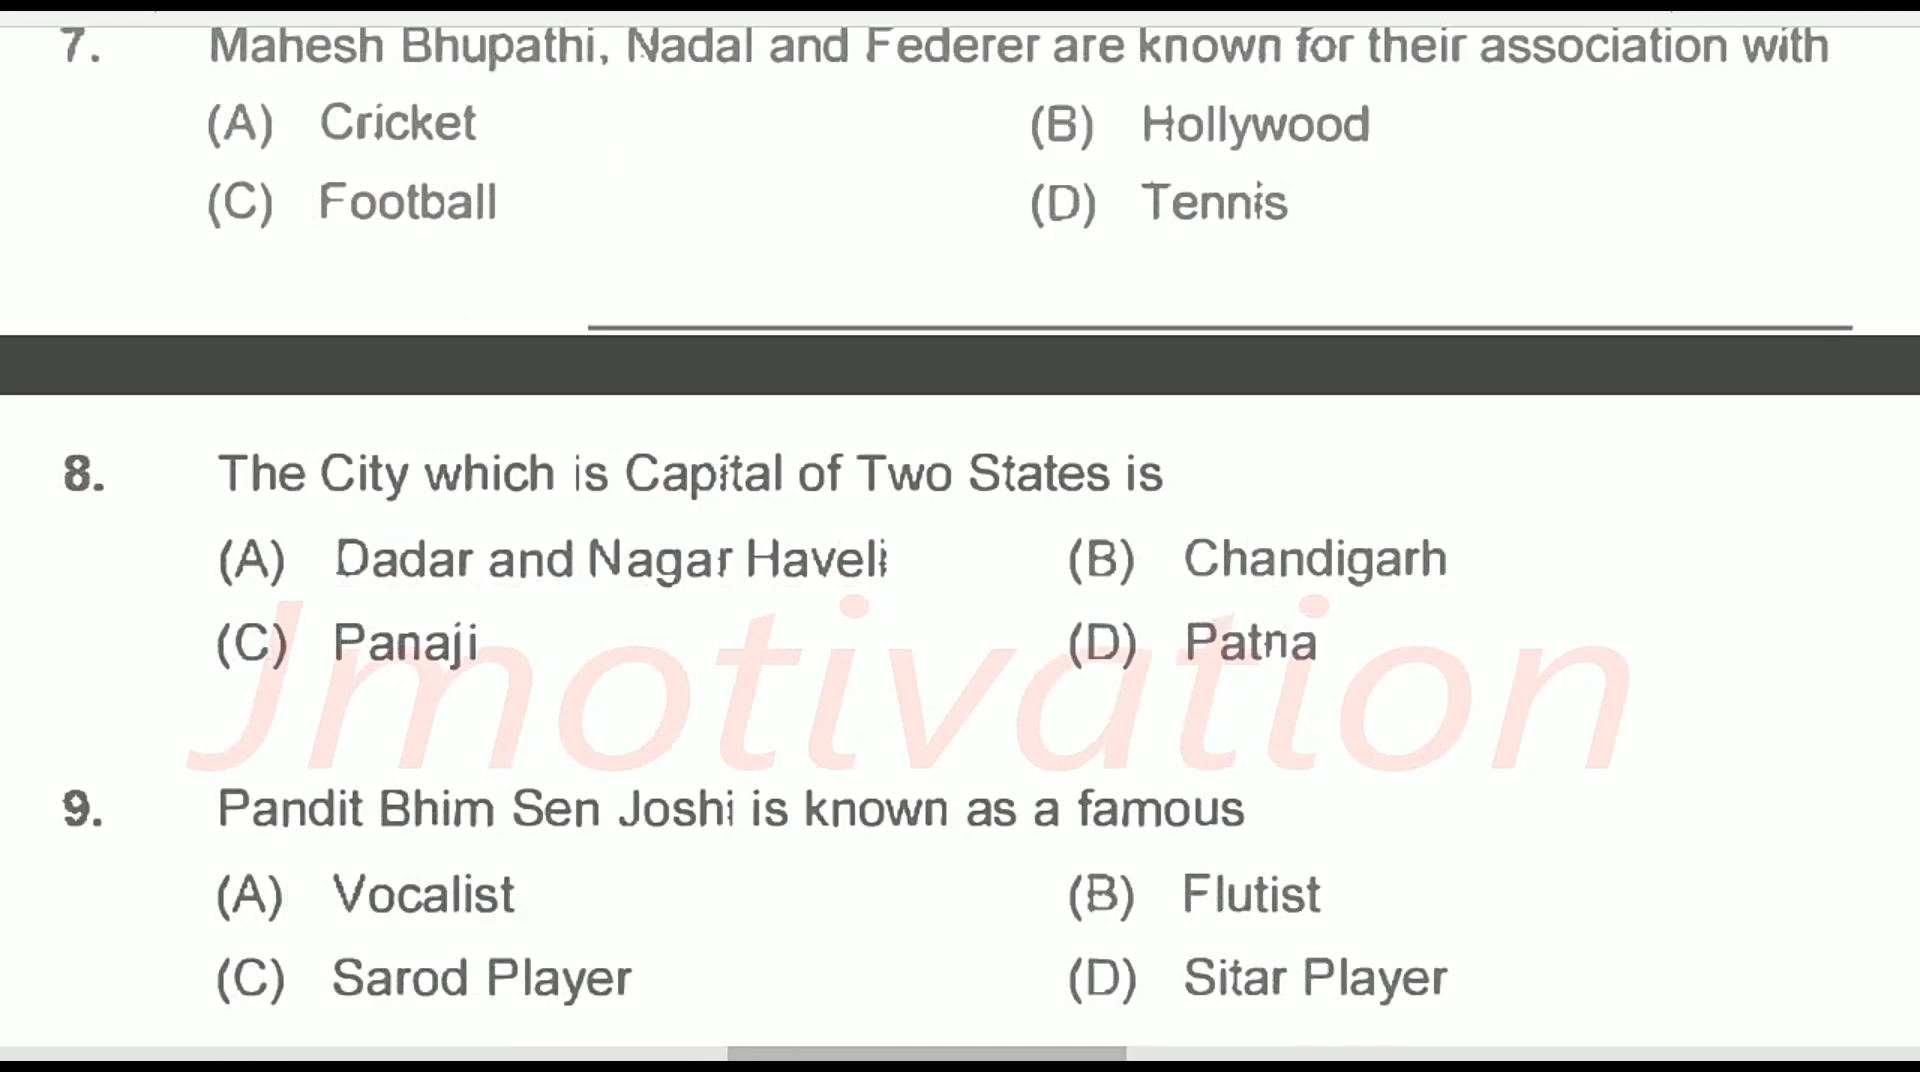 7. Mahesh Bhupathi, Nadal and Federer are known for their association with
(A) Cricket (B) Hollywood
(C) Football (D) Tennis
8. The City which is Capital of Two States is
(A) Dadar and Nagar Haveli (B) Chandigarh
(C) Panaji (D) Patna
Jmotivation
9. Pandit Bhim Sen Joshi is known as a famous
(A) Vocalist (B) Flutist
(C) Sarod Player (D) Sitar Player